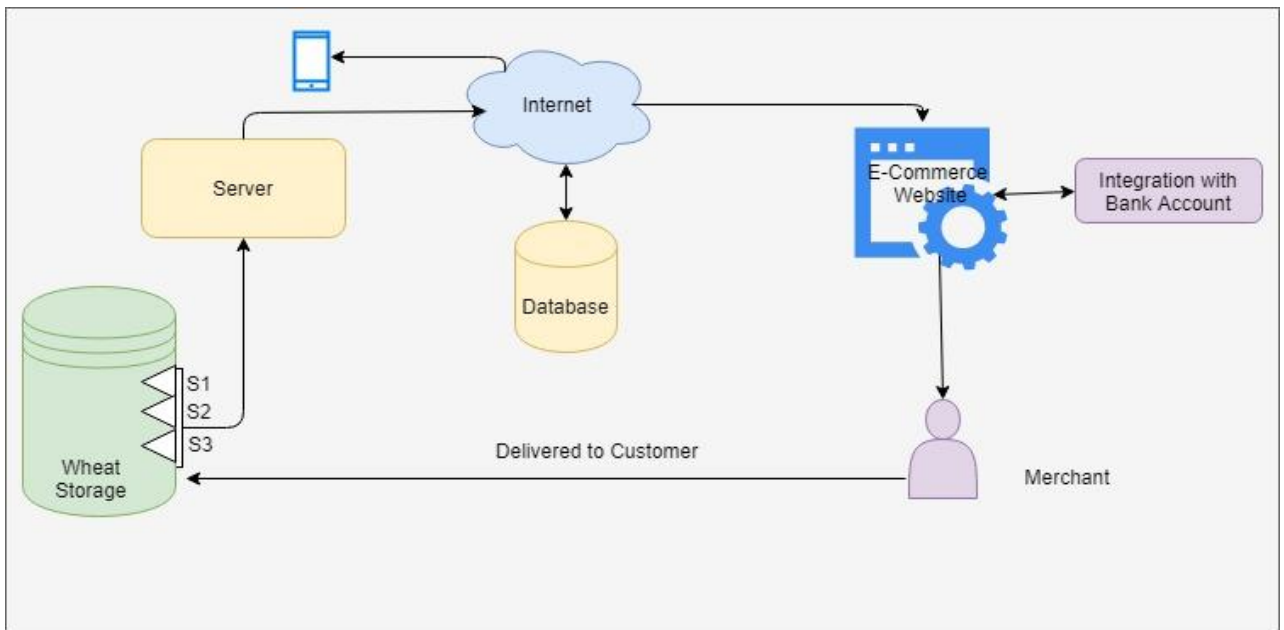 Internet
Server
E-Commerce
Website
Integration with
Bank Account
Database
S1
S2
S3
Wheat
Storage
Delivered to Customer
Merchant